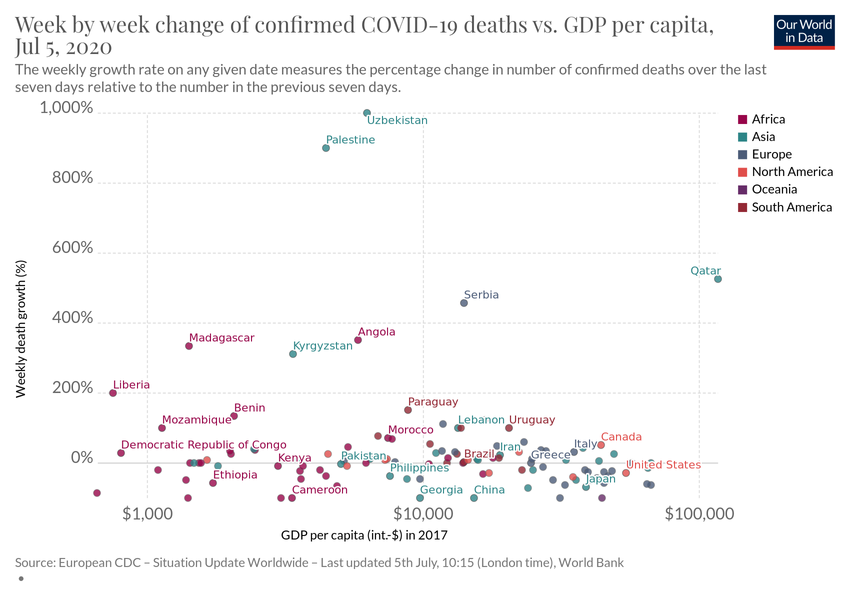 Week by week change of confirmed COVID-19 deaths vs. GDP per capita,
Jul 5, 2020
Our World
in Data
The weekly growth rate on any given date measures the percentage change in number of confirmed deaths over the last
seven days relative to the number in the previous seven days.
1,000%
800%
600%
400%
200%
0%
Weekly death growth (%)
Uzbekistan
Palestine
Qatar
Serbia
Angola
Madagascar
Kyrgyzstan
Liberia
Paraguay
Benin
Mozambique
Lebanon
Uruguay
Morocco
Canada
Democratic Republic of Congo
Italy
Iran
Kenya
Pakistan
Brazil
Greece
United States
Philippines
Ethiopia
Japan
Cameroon
Georgia
China
Africa
Asia
Europe
North America
Oceania
South America
$1,000
$10,000
$100,000
GDP per capita (int.-$) in 2017
Source: European CDC – Situation Update Worldwide – Last updated 5th July, 10:15 (London time), World Bank